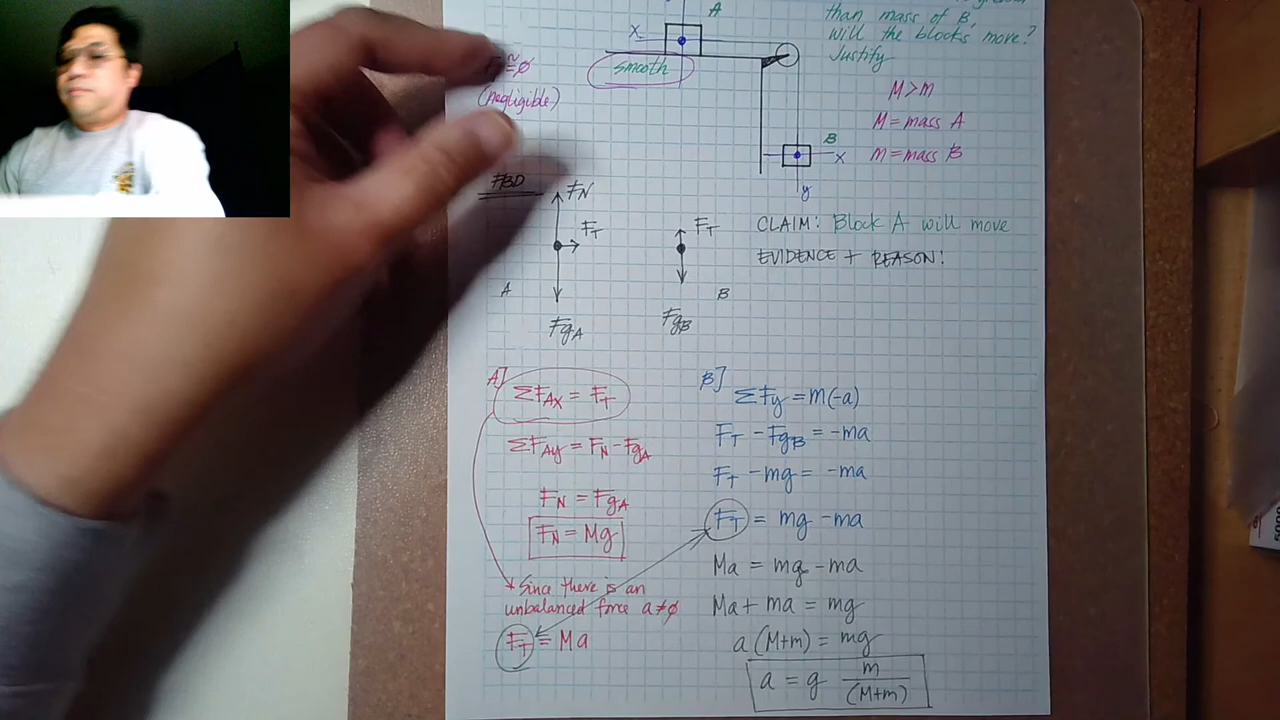 A
than mass of B,
will the blocks move?
Justify
X
smooth
≅ø
(negligible)
M>m
M = mass A
m = mass B
B
X
y
FBD
FN
FT
A
FgA
FT
B
FgB
CLAIM: Block A will move
EVIDENCE + REASON:
A]
ΣFAx = FT
ΣFAy = FN - FgA
FN = FgA
FN = Mg
Since there is an
unbalanced force a≠ø
FT = Ma
B]
ΣFy = m(-a)
FT - FgB = -ma
FT - mg = -ma
FT = mg - ma
Ma = mg - ma
Ma + ma = mg
a(M+m) = mg
a = g m/(M+m)